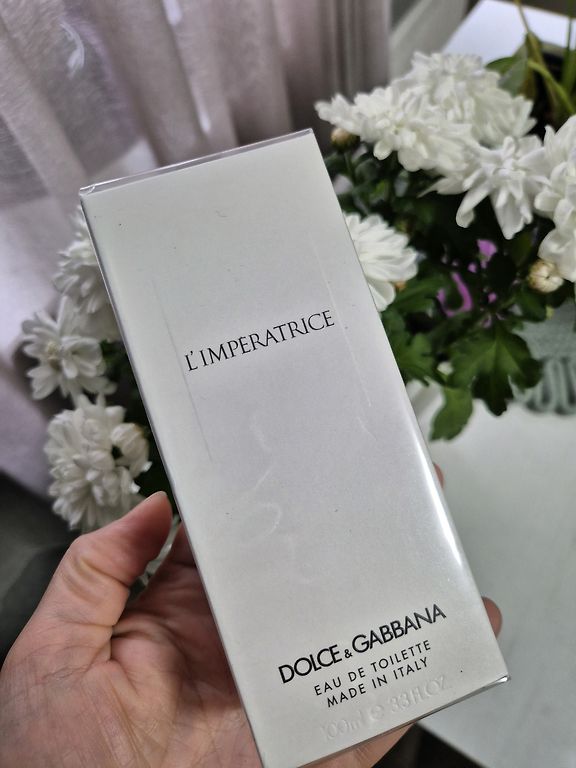 L'IMPERATRICE
DOLCE & GABBANA
EAU DE TOILETTE
MADE IN ITALY
100ml ℮ 3.3 FL.OZ.